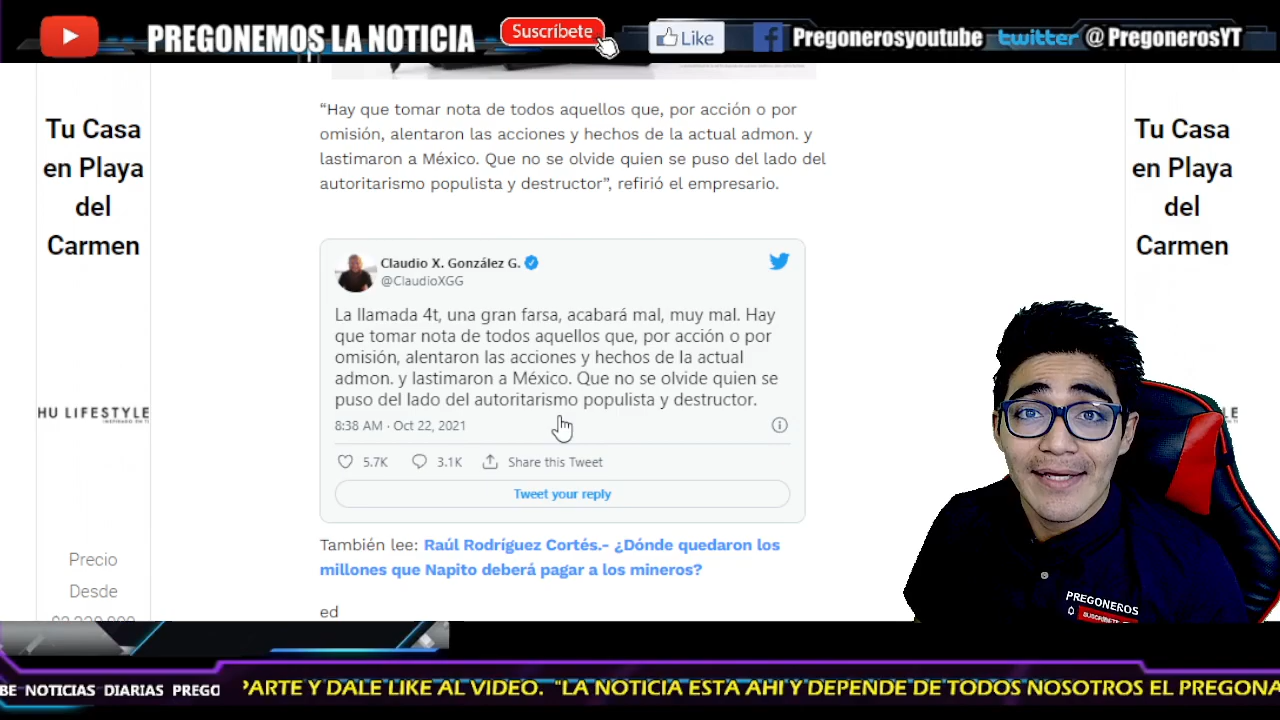 PREGONEMOS LA NOTICIA
Suscríbete
Like
Pregonerosyoutube
twitter @PregonerosYT
Tu Casa
en Playa
del
Carmen
HU LIFESTYLE
Precio
Desde
“Hay que tomar nota de todos aquellos que, por acción o por
omisión, alentaron las acciones y hechos de la actual admon. y
lastimaron a México. Que no se olvide quien se puso del lado del
autoritarismo populista y destructor”, refirió el empresario.
Claudio X. González G.
@ClaudioXGG
La llamada 4t, una gran farsa, acabará mal, muy mal. Hay
que tomar nota de todos aquellos que, por acción o por
omisión, alentaron las acciones y hechos de la actual
admon. y lastimaron a México. Que no se olvide quien se
puso del lado del autoritarismo populista y destructor.
8:38 AM · Oct 22, 2021
5.7K 3.1K Share this Tweet
Tweet your reply
También lee: Raúl Rodríguez Cortés.- ¿Dónde quedaron los
millones que Napito deberá pagar a los mineros?
ed
Tu Casa
en Playa
del
Carmen
PREGONEROS
SUSCRIBETE
BE NOTICIAS DIARIAS PREGO
PARTE Y DALE LIKE AL VIDEO. "LA NOTICIA ESTA AHI Y DEPENDE DE TODOS NOSOTROS EL PREGONA